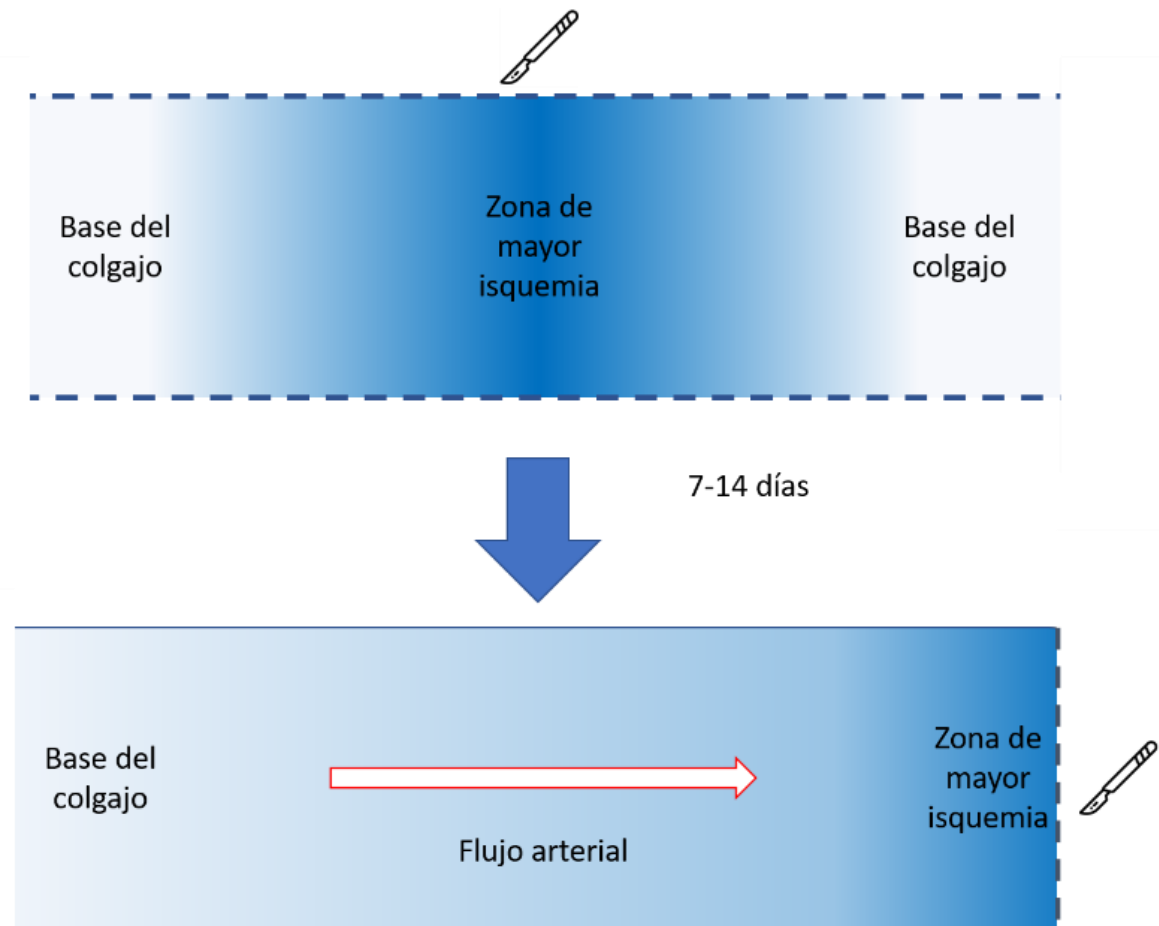 Base del
colgajo
Zona de
mayor
isquemia
Base del
colgajo
7-14 días
Base del
colgajo
Flujo arterial
Zona de
mayor
isquemia